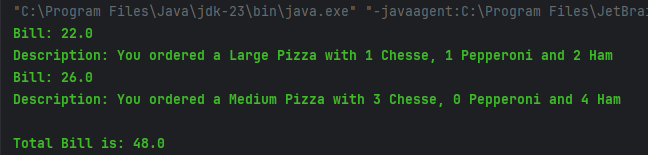 "C:\Program Files\Java\jdk-23\bin\java.exe" "-javaagent:C:\Program Files\JetBra
Bill: 22.0
Description: You ordered a Large Pizza with 1 Chesse, 1 Pepperoni and 2 Ham
Bill: 26.0
Description: You ordered a Medium Pizza with 3 Chesse, 0 Pepperoni and 4 Ham
Total Bill is: 48.0